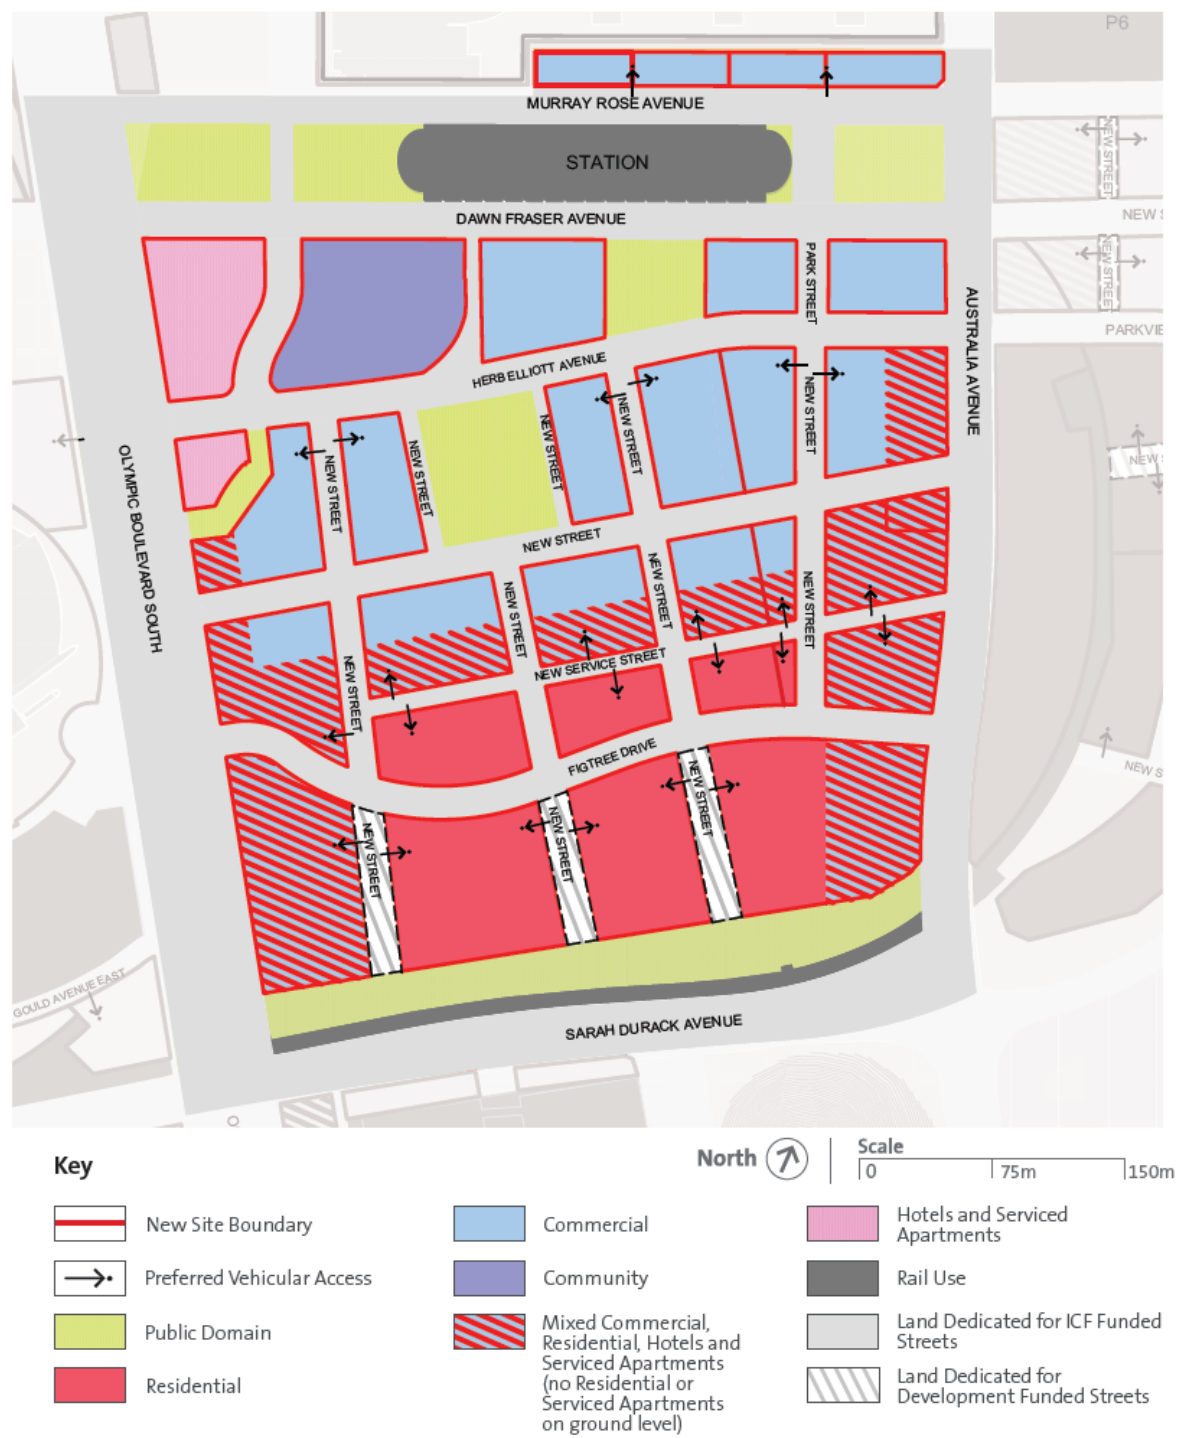 P6
MURRAY ROSE AVENUE
STATION
NEW STREET
DAWN FRASER AVENUE
NEW S
PARK STREET
NEW STREET
AUSTRALIA AVENUE
PARKVIE
HERB ELLIOTT AVENUE
NEW STREET
NEW STREET
NEW STREET
NEW STREET
NEW STREET
OLYMPIC BOULEVARD SOUTH
NEW S
NEW STREET
NEW STREET
NEW STREET
NEW STREET
NEW STREET
NEW SERVICE STREET
FIGTREE DRIVE
NEW STREET
NEW STREET
NEW STREET
NEW S
GOULD AVENUE EAST
SARAH DURACK AVENUE
O
North
Scale
0
75m
150m
Key
New Site Boundary
Preferred Vehicular Access
Public Domain
Residential
Commercial
Community
Mixed Commercial,
Residential, Hotels and
Serviced Apartments
(no Residential or
Serviced Apartments
on ground level)
Hotels and Serviced
Apartments
Rail Use
Land Dedicated for ICF Funded
Streets
Land Dedicated for
Development Funded Streets